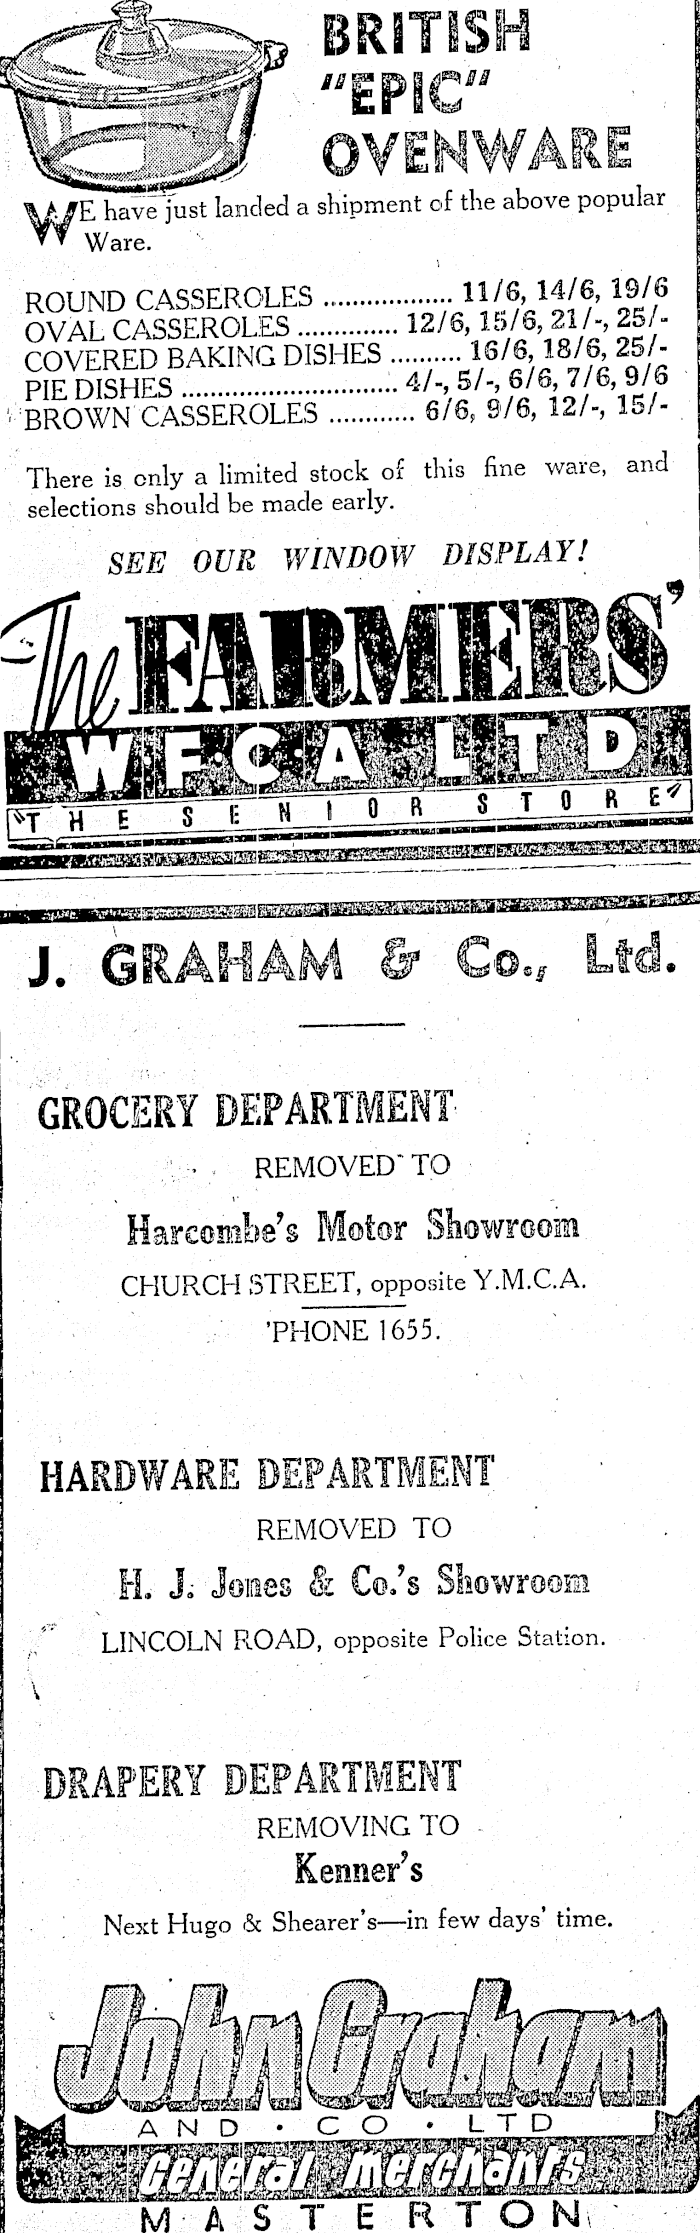 BRITISH
"EPIC"
OVENWARE
WE have just landed a shipment of the above popular
Ware.
ROUND CASSEROLES .................. 11/6, 14/6, 19/6
OVAL CASSEROLES .............. 12/6, 15/6, 21/-, 25/-
COVERED BAKING DISHES .......... 16/6, 18/6, 25/-
PIE DISHES .............................. 4/-, 5/-, 6/6, 7/6, 9/6
BROWN CASSEROLES ............ 6/6, 9/6, 12/-, 15/-
There is only a limited stock of this fine ware, and
selections should be made early.
SEE OUR WINDOW DISPLAY!
The FARMERS'
W.F.C.A LTD
"THE SENIOR STORE"
J. GRAHAM & Co., Ltd.
GROCERY DEPARTMENT
REMOVED TO
Harcombe's Motor Showroom
CHURCH STREET, opposite Y.M.C.A.
'PHONE 1655.
HARDWARE DEPARTMENT
REMOVED TO
H. J. Jones & Co.'s Showroom
LINCOLN ROAD, opposite Police Station.
DRAPERY DEPARTMENT
REMOVING TO
Kenner's
Next Hugo & Shearer's—in few days' time.
John Graham
AND · CO · LTD
General Merchants
MASTERTON